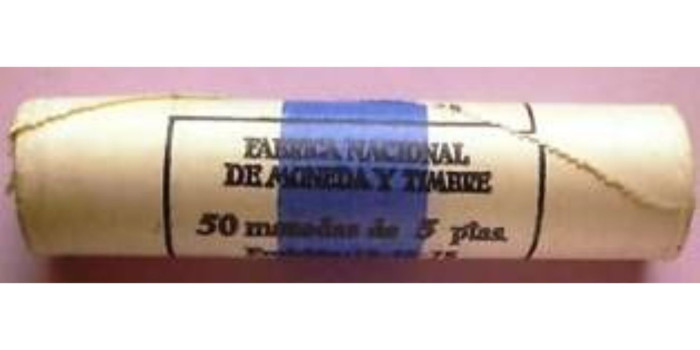 FABRICA NACIONAL
DE MONEDA Y TIMBRE
50 monedas de 5 ptas.